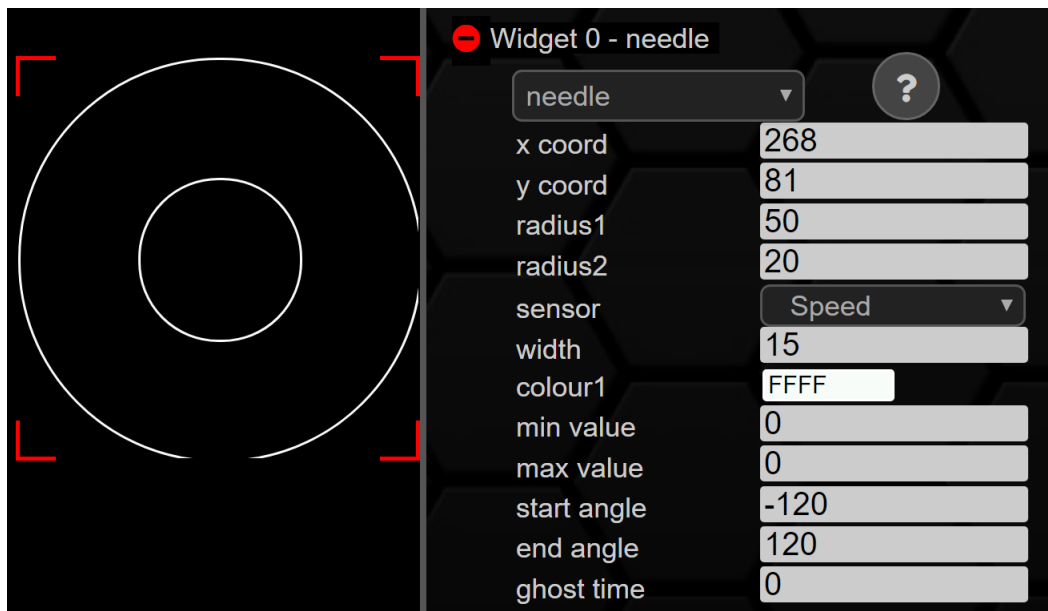 Widget 0 - needle
needle
?
x coord 268
y coord 81
radius1 50
radius2 20
sensor Speed
width 15
colour1 FFFF
min value 0
max value 0
start angle -120
end angle 120
ghost time 0